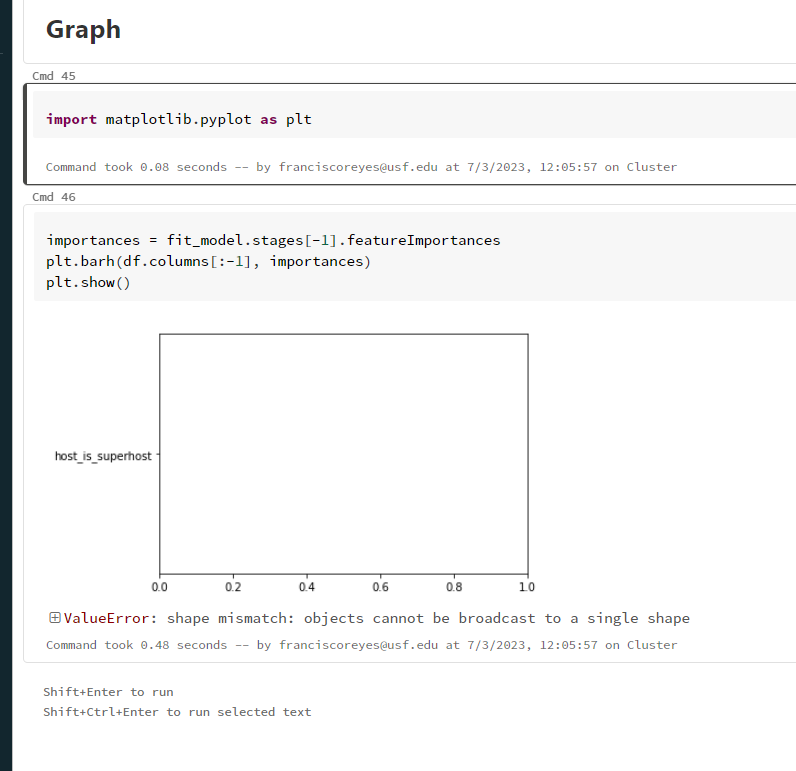 Graph
Cmd 45
import matplotlib.pyplot as plt
Command took 0.08 seconds -- by franciscoreyes@usf.edu at 7/3/2023, 12:05:57 on Cluster
Cmd 46
importances = fit_model.stages[-1].featureImportances
plt.barh(df.columns[:-1], importances)
plt.show()
host_is_superhost
0.0 0.2 0.4 0.6 0.8 1.0
ValueError: shape mismatch: objects cannot be broadcast to a single shape
Command took 0.48 seconds -- by franciscoreyes@usf.edu at 7/3/2023, 12:05:57 on Cluster
Shift+Enter to run
Shift+Ctrl+Enter to run selected text